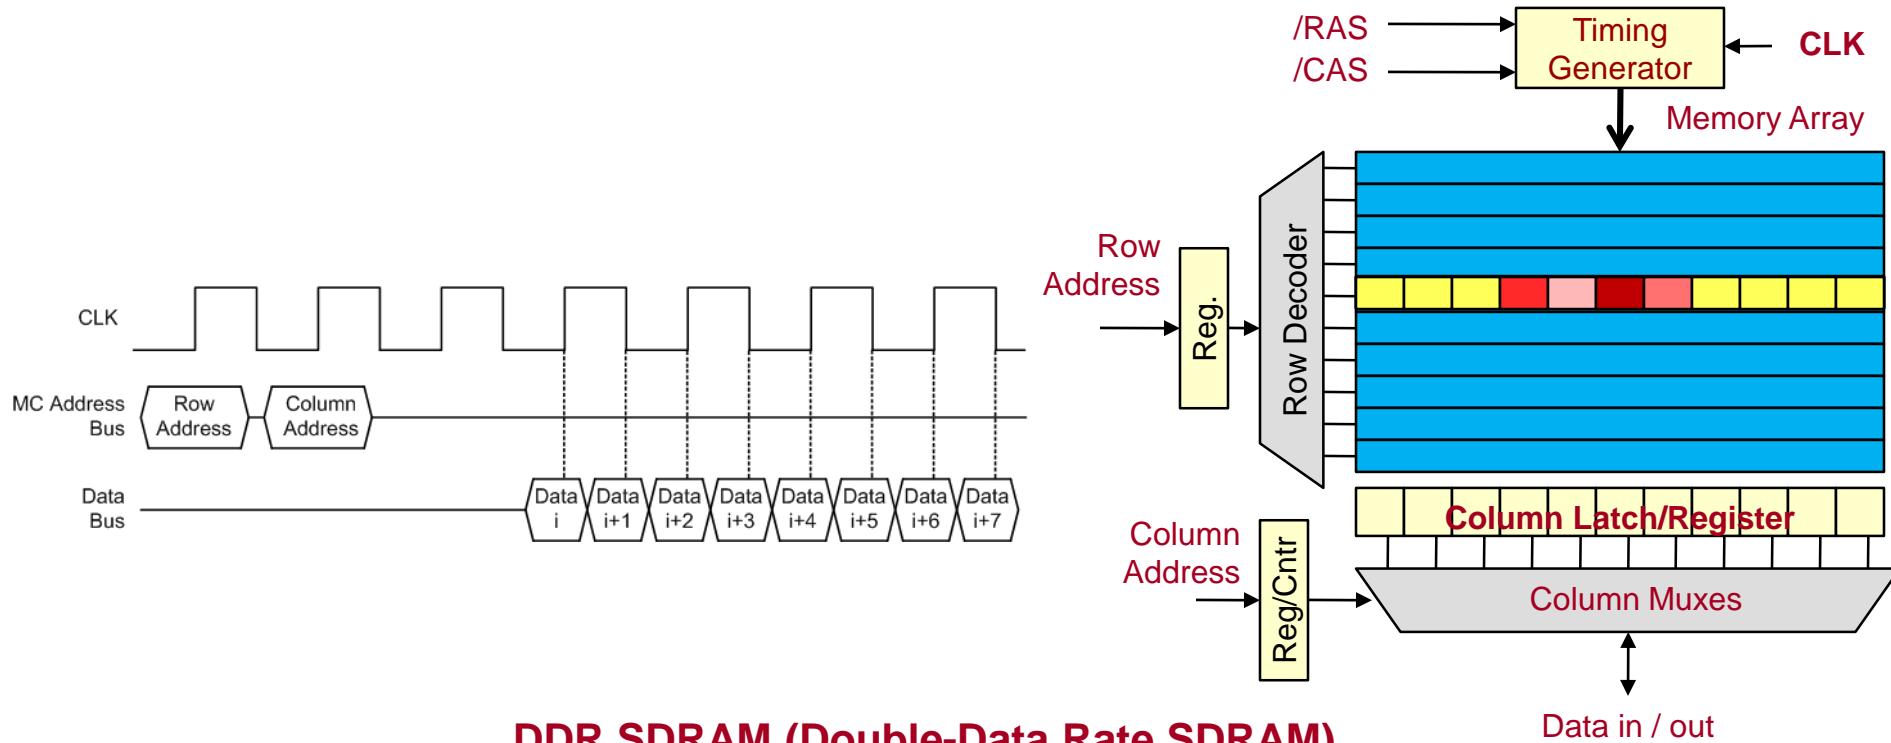 CLK
MC Address
Bus
Row
Address
Column
Address
Data
Bus
Data
i
Data
i+1
Data
i+2
Data
i+3
Data
i+4
Data
i+5
Data
i+6
Data
i+7
/RAS
/CAS
Timing
Generator
CLK
Memory Array
Row
Address
Reg.
Row Decoder
Column Latch/Register
Column
Address
Reg/Cntr
Column Muxes
Data in / out
DDR SDRAM (Double-Data Rate SDRAM)